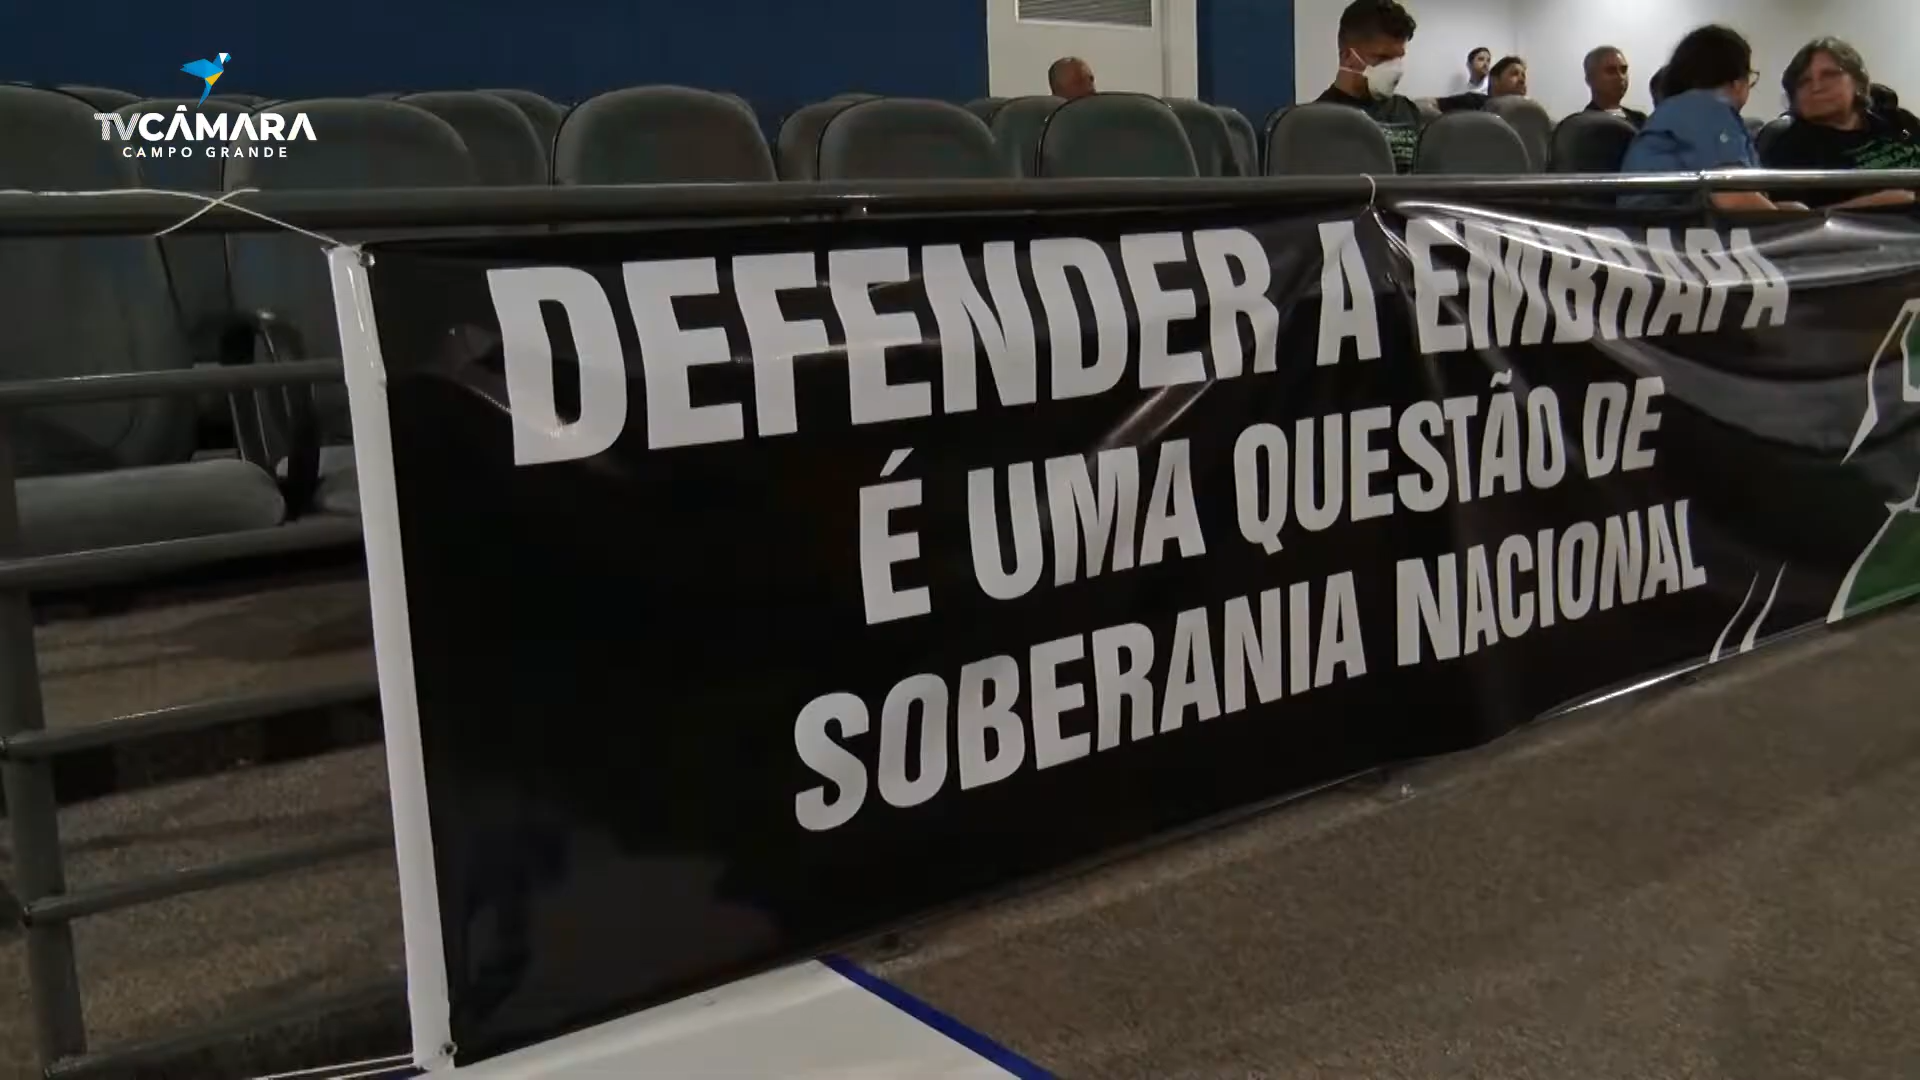 TVCÂMARA
CAMPO GRANDE
DEFENDER A EMBRAPA
É UMA QUESTÃO DE
SOBERANIA NACIONAL